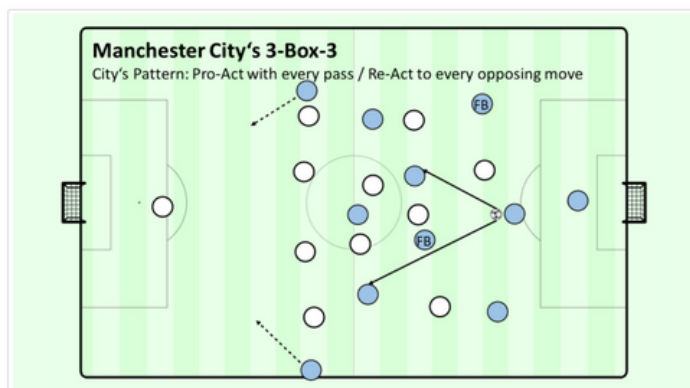 Manchester City‘s 3-Box-3
City‘s Pattern: Pro-Act with every pass / Re-Act to every opposing move
FB
FB